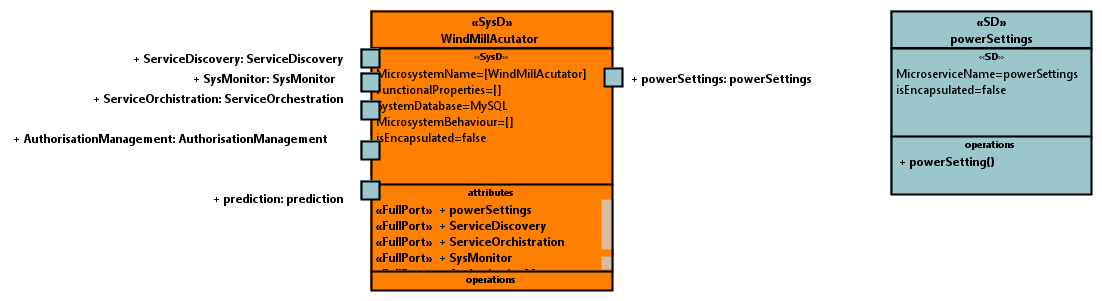 + ServiceDiscovery: ServiceDiscovery
+ SysMonitor: SysMonitor
+ ServiceOrchistration: ServiceOrchestration
+ AuthorisationManagement: AuthorisationManagement
+ prediction: prediction
«SysD»
WindMillAcutator
«SysD»
MicrosystemName=[WindMillAcutator]
FunctionalProperties=[]
SystemDatabase=MySQL
MicrosystemBehaviour=[]
isEncapsulated=false
attributes
«FullPort» + powerSettings
«FullPort» + ServiceDiscovery
«FullPort» + ServiceOrchistration
«FullPort» + SysMonitor
operations
+ powerSettings: powerSettings
«SD»
powerSettings
«SD»
MicroserviceName=powerSettings
isEncapsulated=false
operations
+ powerSetting()